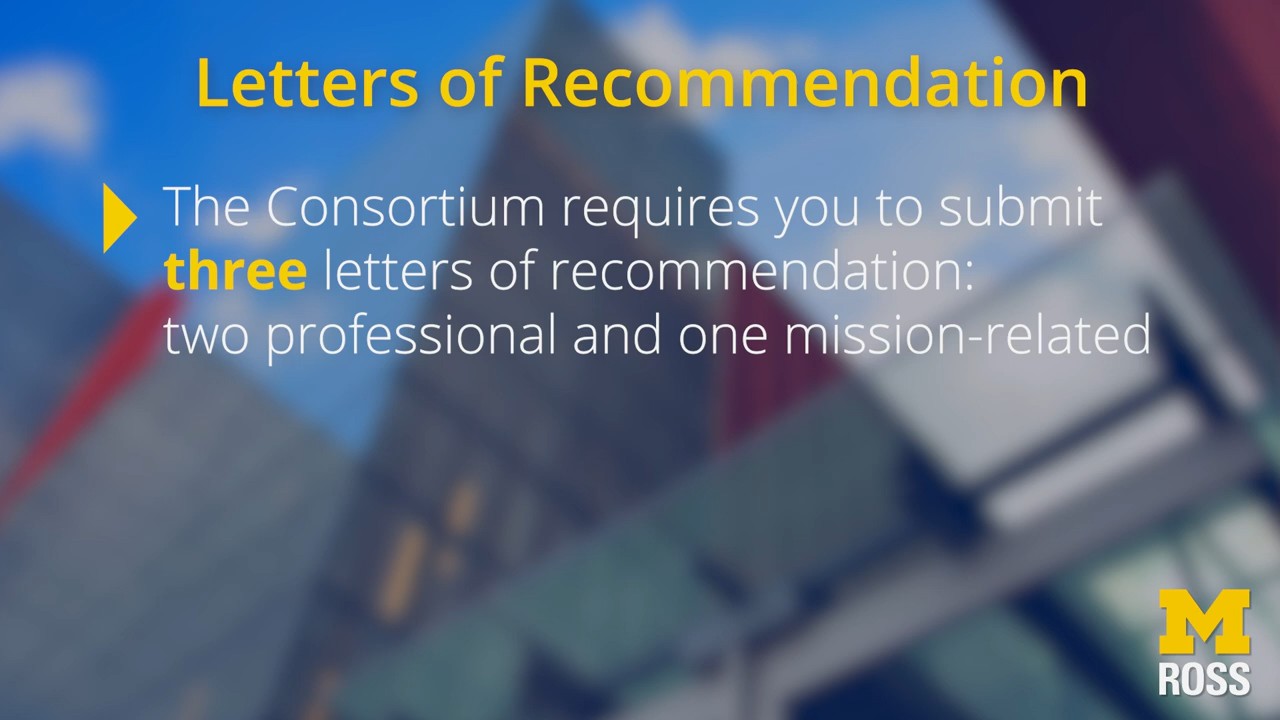 Letters of Recommendation
The Consortium requires you to submit
three letters of recommendation:
two professional and one mission-related
M
ROSS